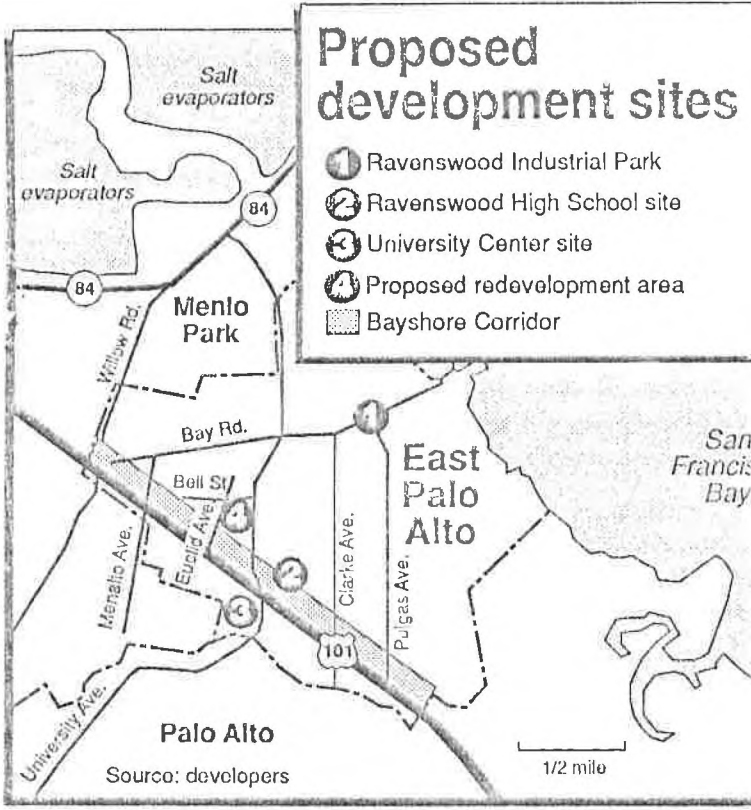 Proposed
development sites
1 Ravenswood Industrial Park
2 Ravenswood High School site
3 University Center site
4 Proposed redevelopment area
Bayshore Corridor
Salt
evaporators
Salt
evaporators
84
84
Menlo
Park
Willow Rd.
Bay Rd.
1
East
Palo
Alto
San
Francis
Bay
Bell St
Euclid Ave.
4
2
3
Menalto Ave.
Clarke Ave.
Pulgas Ave.
101
University Ave.
Palo Alto
Source: developers
1/2 mile